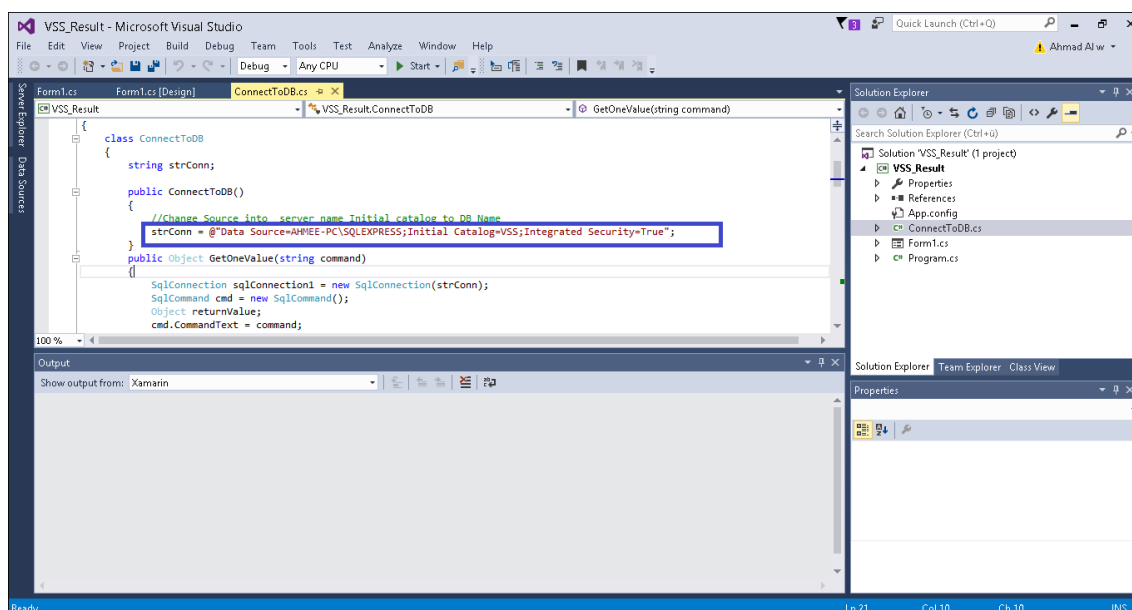 VSS_Result - Microsoft Visual Studio
3
Quick Launch (Ctrl+Q)
File Edit View Project Build Debug Team Tools Test Analyze Window Help
Ahmad Al w
Debug Any CPU Start
Server Explorer
Data Sources
Form1.cs Form1.cs [Design] ConnectToDB.cs
VSS_Result VSS_Result.ConnectToDB GetOneValue(string command)
{
class ConnectToDB
{
string strConn;
public ConnectToDB()
{
//Change Source into server name Initial catalog to DB Name
strConn = @"Data Source=AHMEE-PC\SQLEXPRESS;Initial Catalog=VSS;Integrated Security=True";
}
public Object GetOneValue(string command)
{
SqlConnection sqlConnection1 = new SqlConnection(strConn);
SqlCommand cmd = new SqlCommand();
Object returnValue;
cmd.CommandText = command;
100 %
Output
Show output from: Xamarin
Solution Explorer
Search Solution Explorer (Ctrl+ü)
Solution 'VSS_Result' (1 project)
VSS_Result
Properties
References
App.config
ConnectToDB.cs
Form1.cs
Program.cs
Solution Explorer Team Explorer Class View
Properties
Ready Ln 21 Col 10 Ch 10 INS